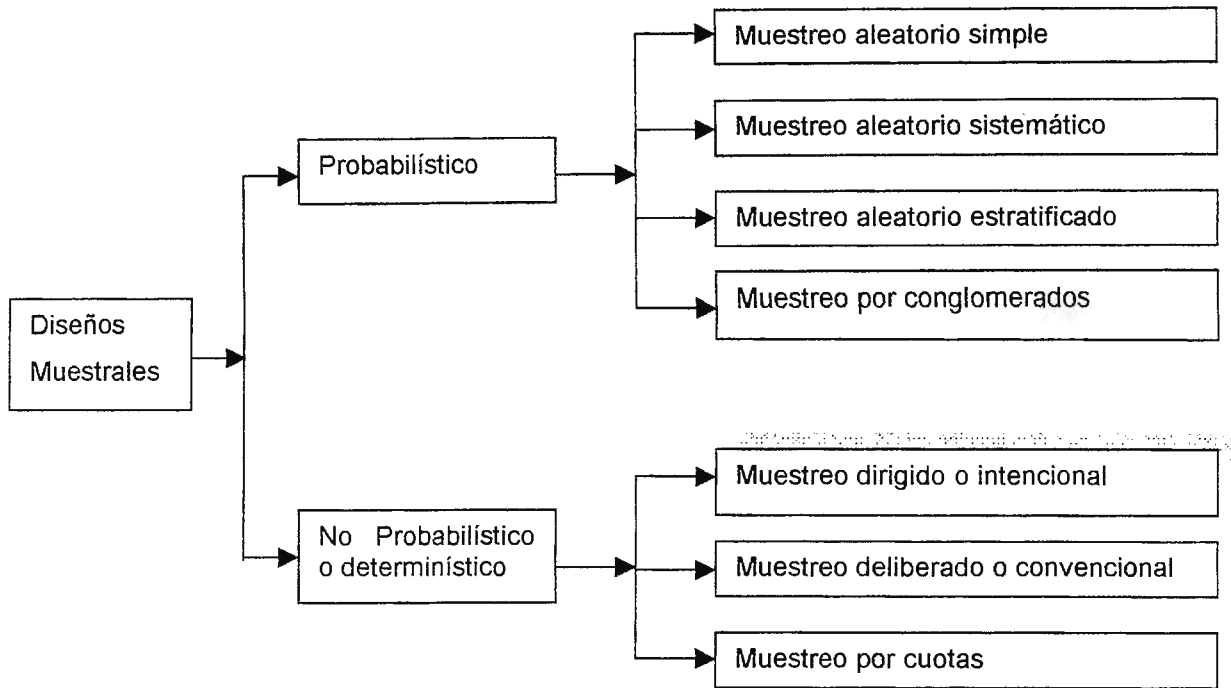 Muestreo aleatorio simple
Muestreo aleatorio sistemático
Probabilístico
Muestreo aleatorio estratificado
Muestreo por conglomerados
Diseños
Muestrales
Muestreo dirigido o intencional
No Probabilístico
o determinístico
Muestreo deliberado o convencional
Muestreo por cuotas